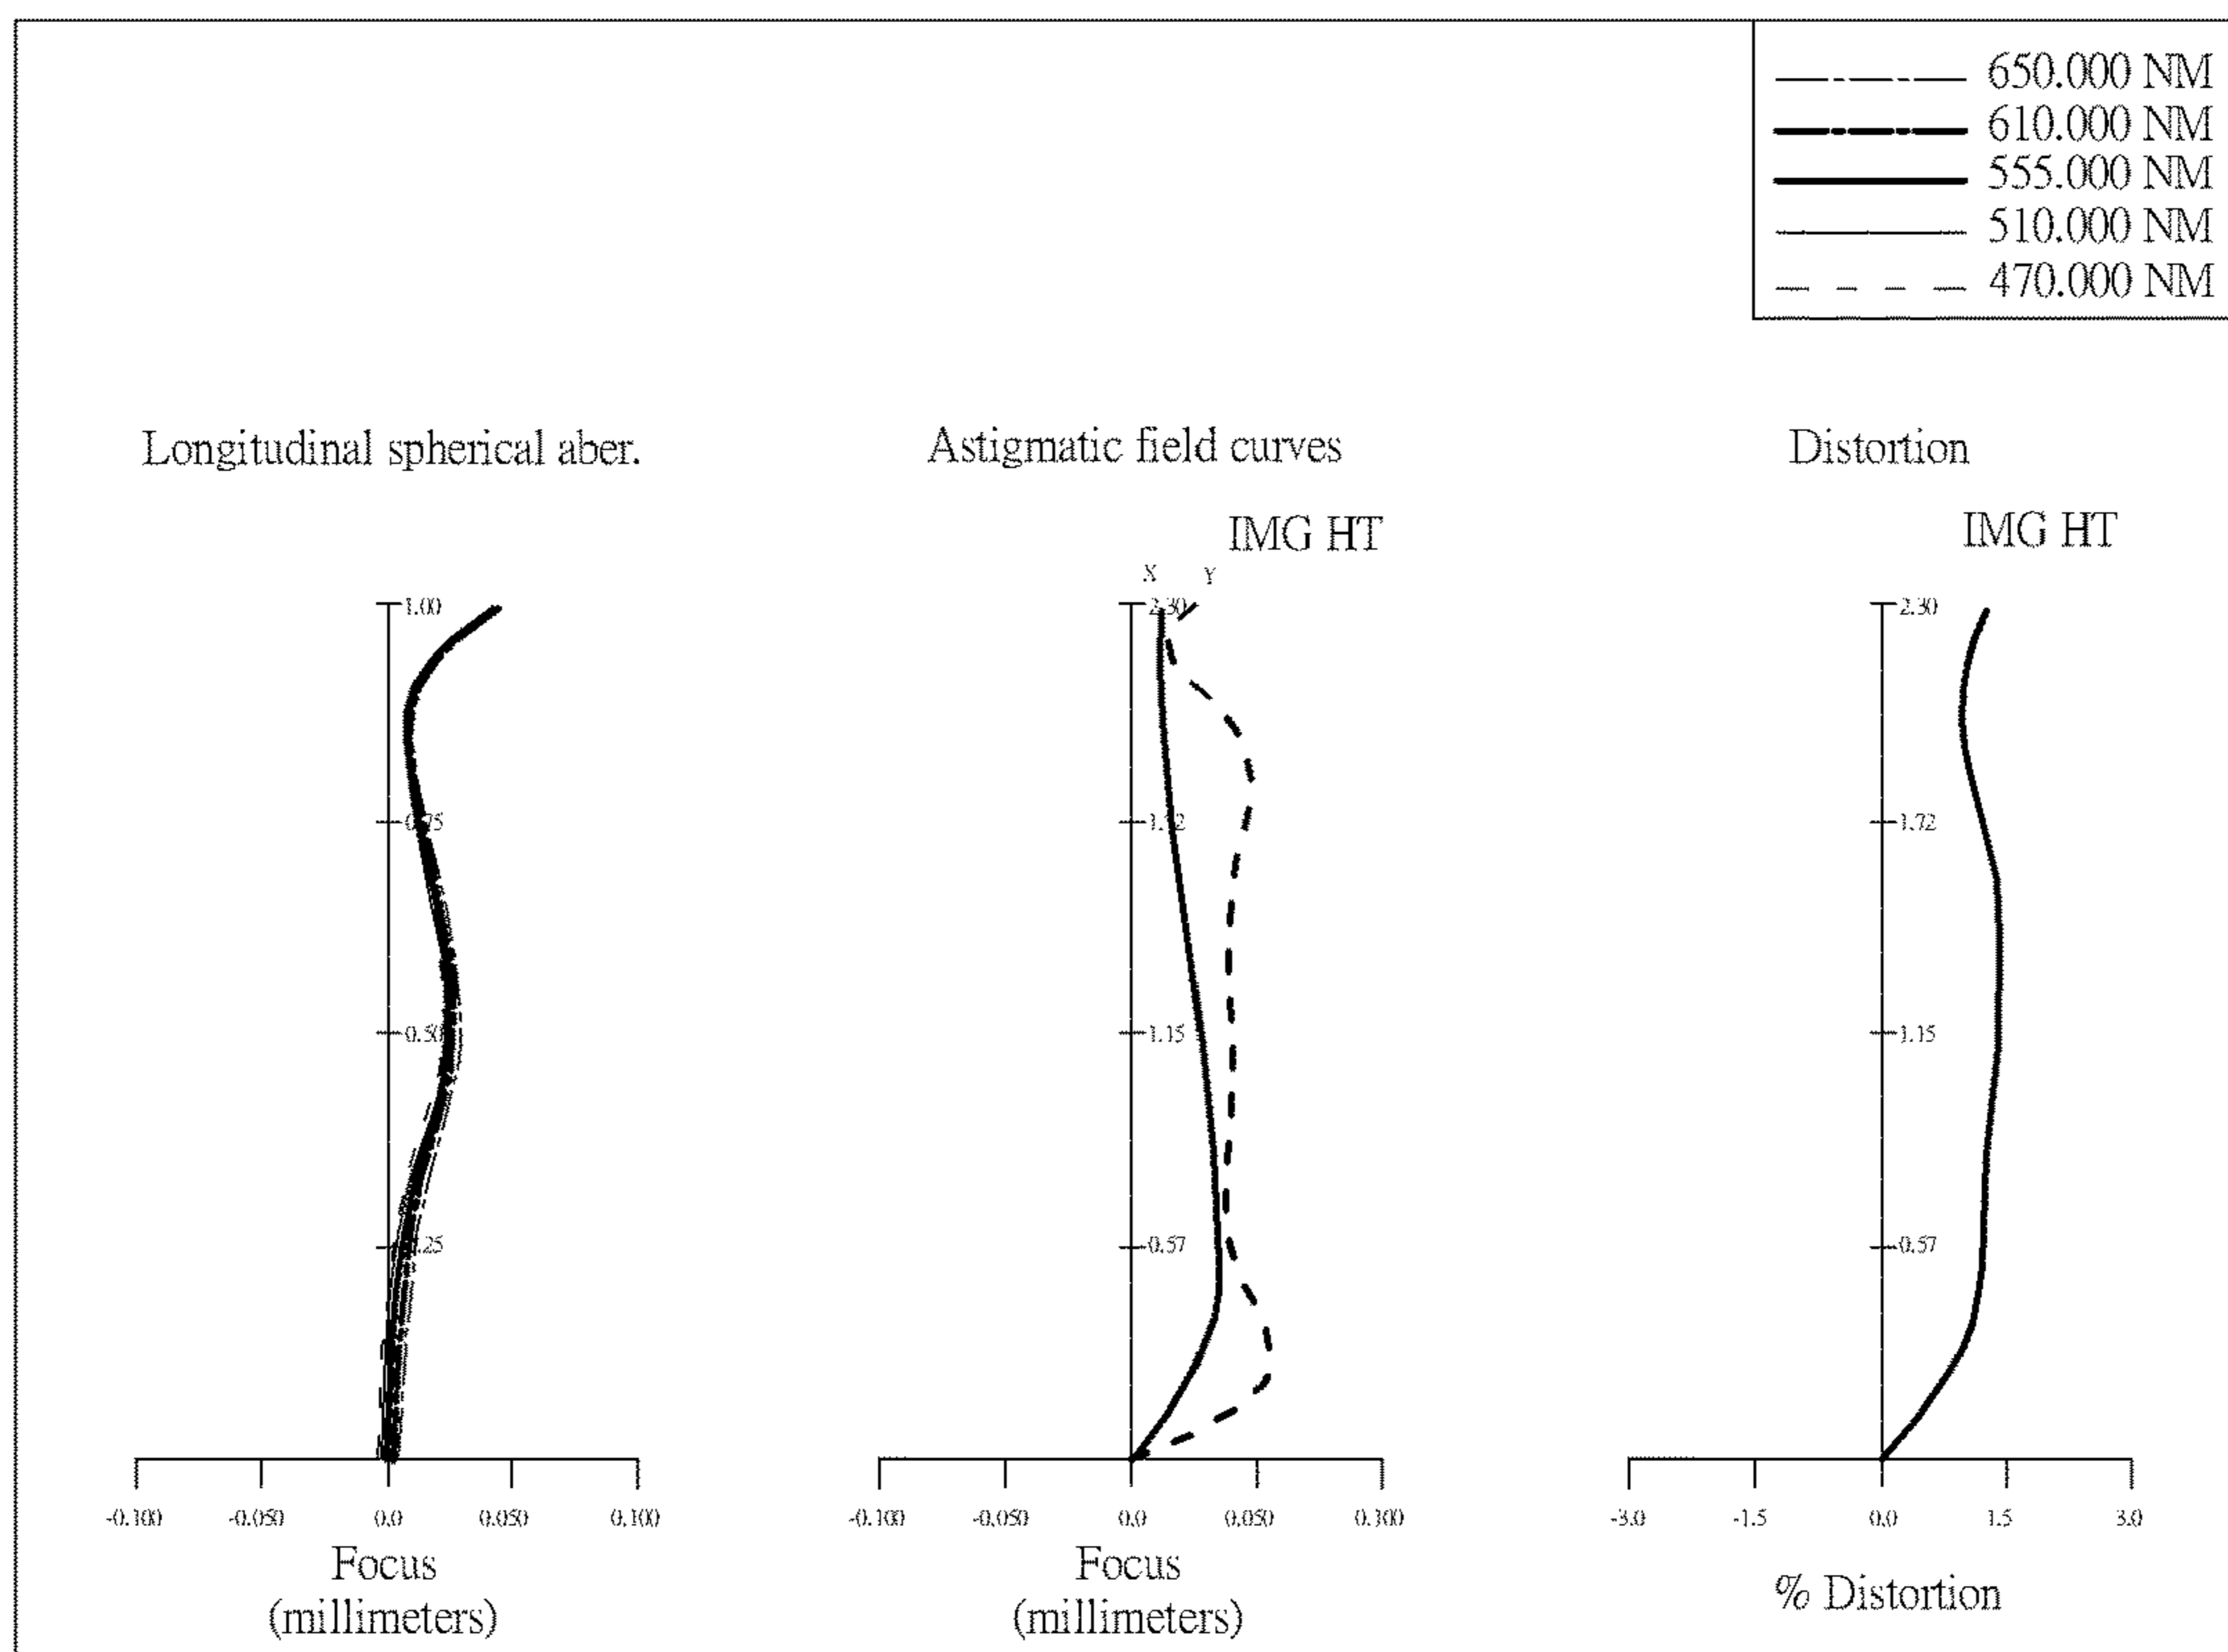 650.000 NM
610.000 NM
555.000 NM
510.000 NM
470.000 NM
Longitudinal spherical aber.
Astigmatic field curves
Distortion
IMG HT
IMG HT
X Y
1.00
0.75
0.50
.25
2.30
1.72
1.15
0.57
2.30
1.72
1.15
0.57
-0.100 -0.050 0.0 0.050 0.100
-0.100 -0.050 0.0 0.050 0.100
-3.0 -1.5 0.0 1.5 3.0
Focus
(millimeters)
Focus
(millimeters)
% Distortion